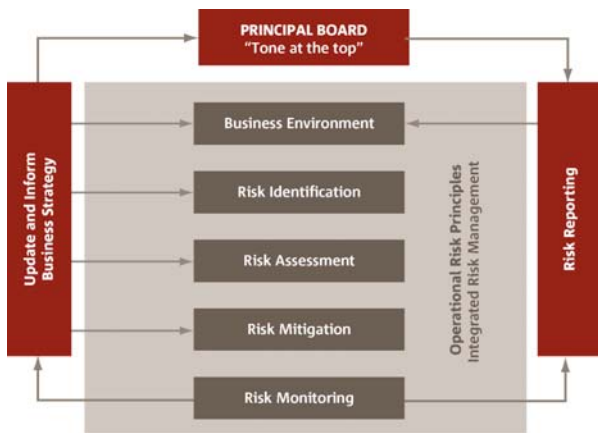 PRINCIPAL BOARD
“Tone at the top”
Update and Inform
Business Strategy
Business Environment
Risk Identification
Risk Assessment
Risk Mitigation
Risk Monitoring
Operational Risk Principles
Integrated Risk Management
Risk Reporting